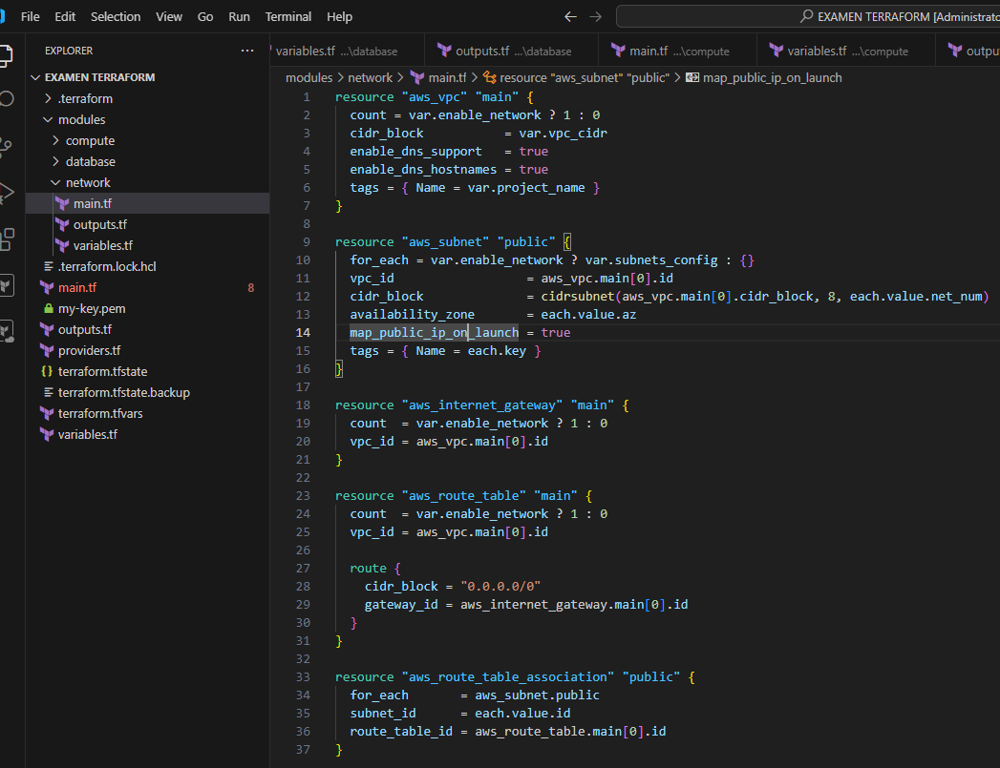 File Edit Selection View Go Run Terminal Help
EXAMEN TERRAFORM [Administrato
EXPLORER ...
variables.tf ...\database outputs.tf ...\database main.tf ...\compute variables.tf ...\compute outpu
EXAMEN TERRAFORM
.terraform
modules
compute
database
network
main.tf
outputs.tf
variables.tf
.terraform.lock.hcl
main.tf 8
my-key.pem
outputs.tf
providers.tf
terraform.tfstate
terraform.tfstate.backup
terraform.tfvars
variables.tf
modules > network > main.tf > resource "aws_subnet" "public" > map_public_ip_on_launch
1 resource "aws_vpc" "main" {
2   count = var.enable_network ? 1 : 0
3   cidr_block           = var.vpc_cidr
4   enable_dns_support   = true
5   enable_dns_hostnames = true
6   tags = { Name = var.project_name }
7 }
8
9 resource "aws_subnet" "public" {
10   for_each = var.enable_network ? var.subnets_config : {}
11   vpc_id                  = aws_vpc.main[0].id
12   cidr_block              = cidrsubnet(aws_vpc.main[0].cidr_block, 8, each.value.net_num)
13   availability_zone       = each.value.az
14   map_public_ip_on_launch = true
15   tags = { Name = each.key }
16 }
17
18 resource "aws_internet_gateway" "main" {
19   count  = var.enable_network ? 1 : 0
20   vpc_id = aws_vpc.main[0].id
21 }
22
23 resource "aws_route_table" "main" {
24   count  = var.enable_network ? 1 : 0
25   vpc_id = aws_vpc.main[0].id
26
27   route {
28     cidr_block = "0.0.0.0/0"
29     gateway_id = aws_internet_gateway.main[0].id
30   }
31 }
32
33 resource "aws_route_table_association" "public" {
34   for_each       = aws_subnet.public
35   subnet_id      = each.value.id
36   route_table_id = aws_route_table.main[0].id
37 }